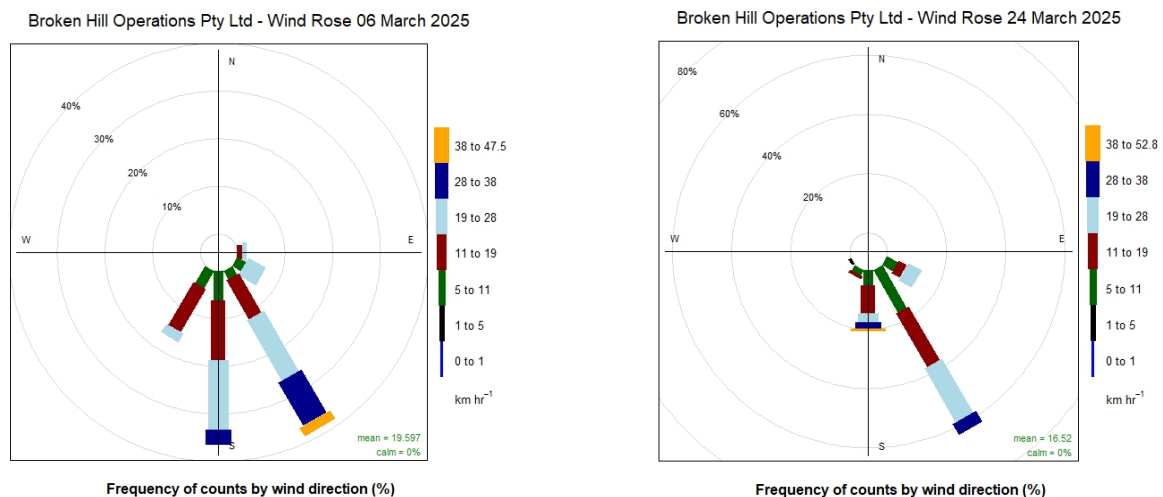 Broken Hill Operations Pty Ltd - Wind Rose 06 March 2025
N
40%
30%
20%
10%
W
E
S
38 to 47.5
28 to 38
19 to 28
11 to 19
5 to 11
1 to 5
0 to 1
km hr⁻¹
mean = 19.597
calm = 0%
Frequency of counts by wind direction (%)
Broken Hill Operations Pty Ltd - Wind Rose 24 March 2025
N
80%
60%
40%
20%
W
E
S
38 to 52.8
28 to 38
19 to 28
11 to 19
5 to 11
1 to 5
0 to 1
km hr⁻¹
mean = 16.52
calm = 0%
Frequency of counts by wind direction (%)